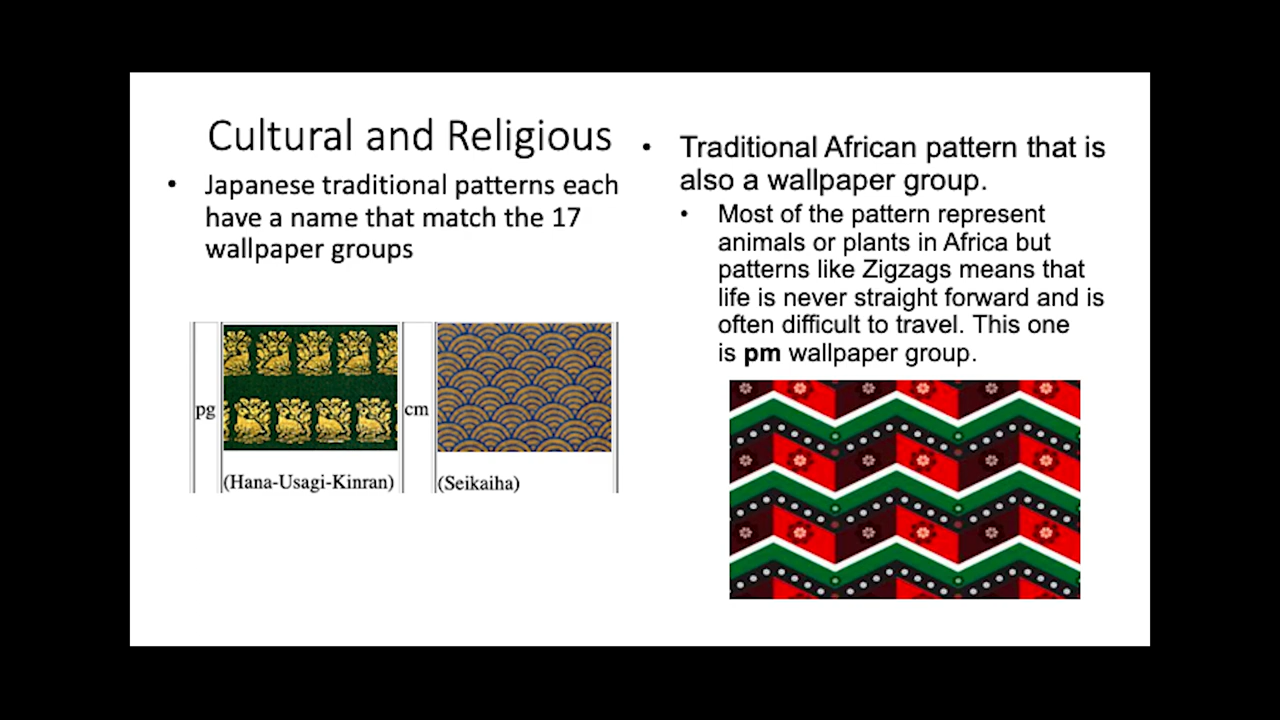 Cultural and Religious
• Japanese traditional patterns each
have a name that match the 17
wallpaper groups
pg
cm
(Hana-Usagi-Kinran)
(Seikaiha)
• Traditional African pattern that is
also a wallpaper group.
• Most of the pattern represent
animals or plants in Africa but
patterns like Zigzags means that
life is never straight forward and is
often difficult to travel. This one
is pm wallpaper group.